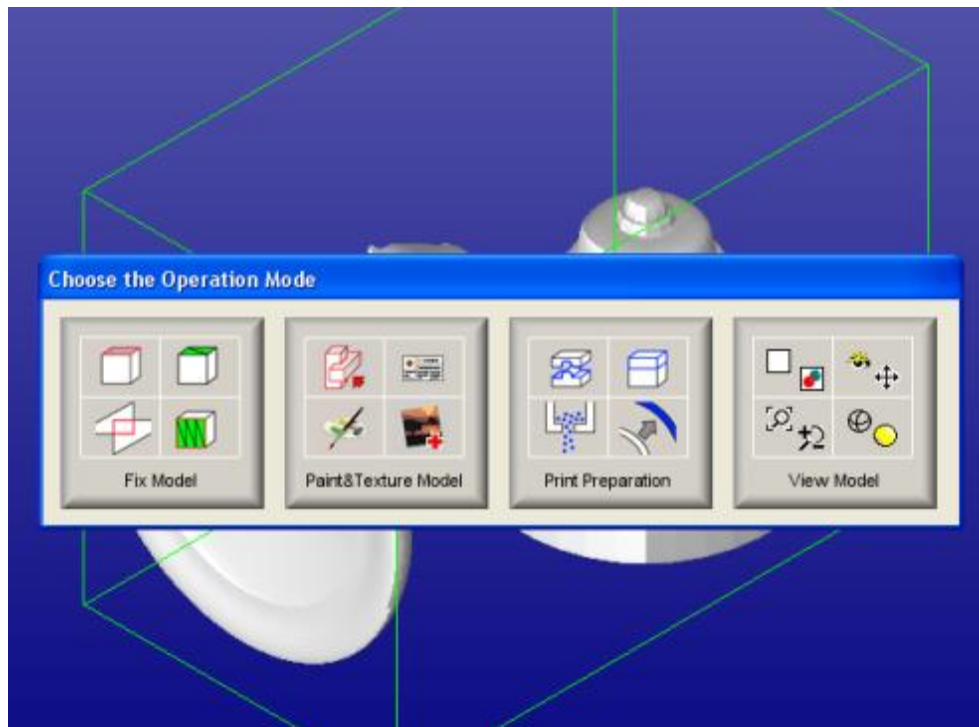 Choose the Operation Mode
Fix Model
Paint&Texture Model
Print Preparation
View Model